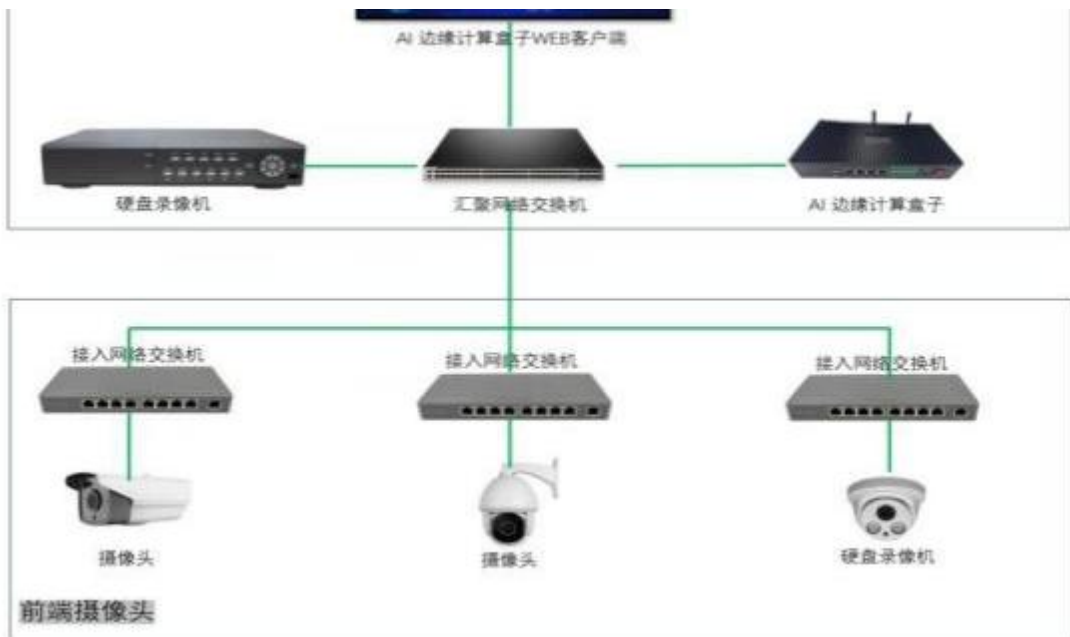 AI 边缘计算盒子WEB客户端
硬盘录像机
汇聚网络交换机
AI 边缘计算盒子
接入网络交换机
接入网络交换机
接入网络交换机
摄像头
摄像头
硬盘录像机
前端摄像头